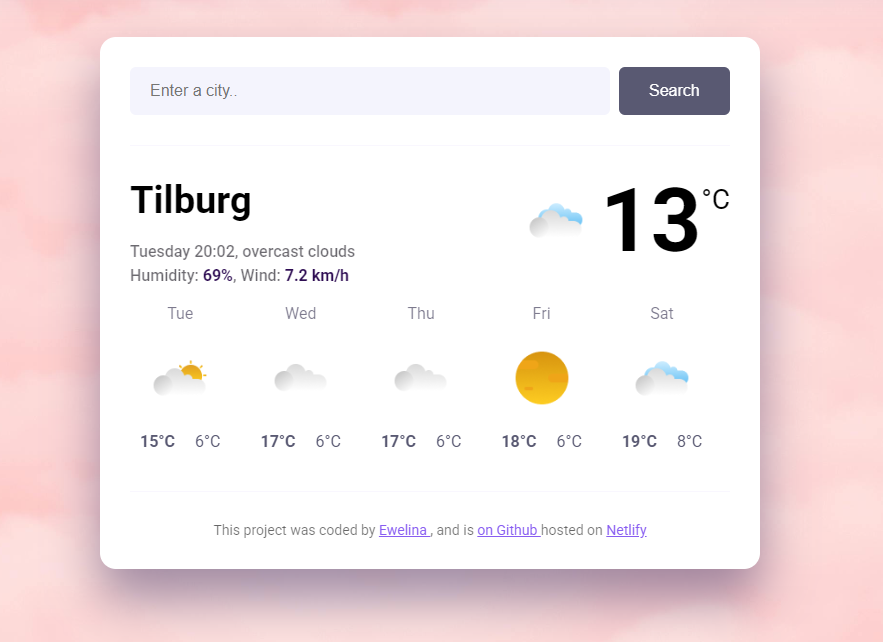 Enter a city..
Search
Tilburg
13 °C
Tuesday 20:02, overcast clouds
Humidity: 69%, Wind: 7.2 km/h
Tue Wed Thu Fri Sat
15°C 6°C 17°C 6°C 17°C 6°C 18°C 6°C 19°C 8°C
This project was coded by Ewelina , and is on Github hosted on Netlify